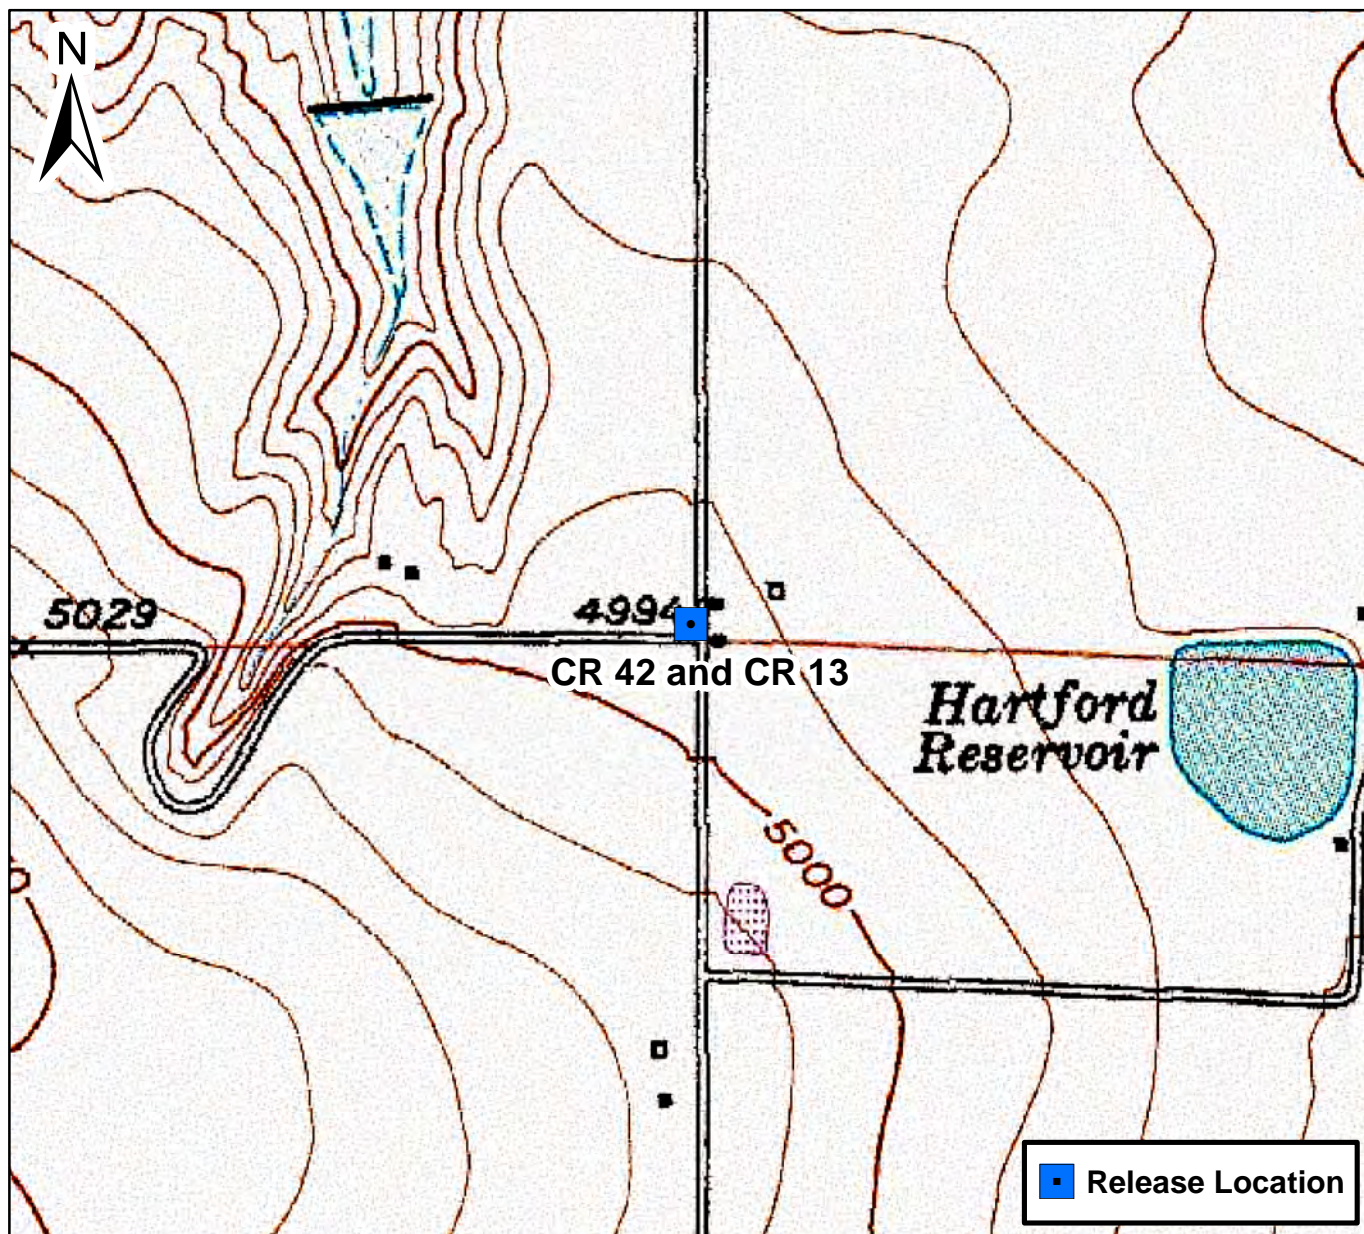 N
5029
4994
CR 42 and CR 13
Hartford
Reservoir
5000
Release Location